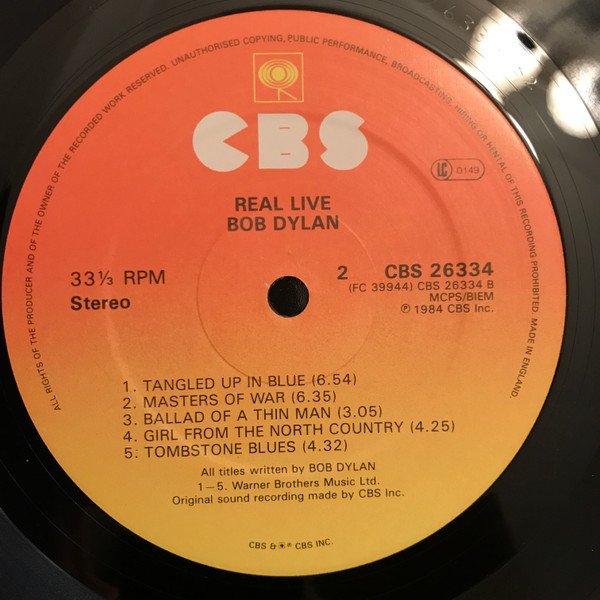 ALL RIGHTS OF THE PRODUCER AND OF THE OWNER OF THE RECORDED WORK RESERVED. UNAUTHORISED COPYING, PUBLIC PERFORMANCE, BROADCASTING, HIRING OR RENTAL OF THIS RECORDING PROHIBITED. MADE IN ENGLAND.
CBS
LC 0149
REAL LIVE
BOB DYLAN
33⅓ RPM
Stereo
2 CBS 26334
(FC 39944) CBS 26334 B
MCPS/BIEM
℗ 1984 CBS Inc.
1. TANGLED UP IN BLUE (6.54)
2. MASTERS OF WAR (6.35)
3. BALLAD OF A THIN MAN (3.05)
4. GIRL FROM THE NORTH COUNTRY (4.25)
5: TOMBSTONE BLUES (4.32)
All titles written by BOB DYLAN
1—5. Warner Brothers Music Ltd.
Original sound recording made by CBS Inc.
CBS & ® CBS INC.